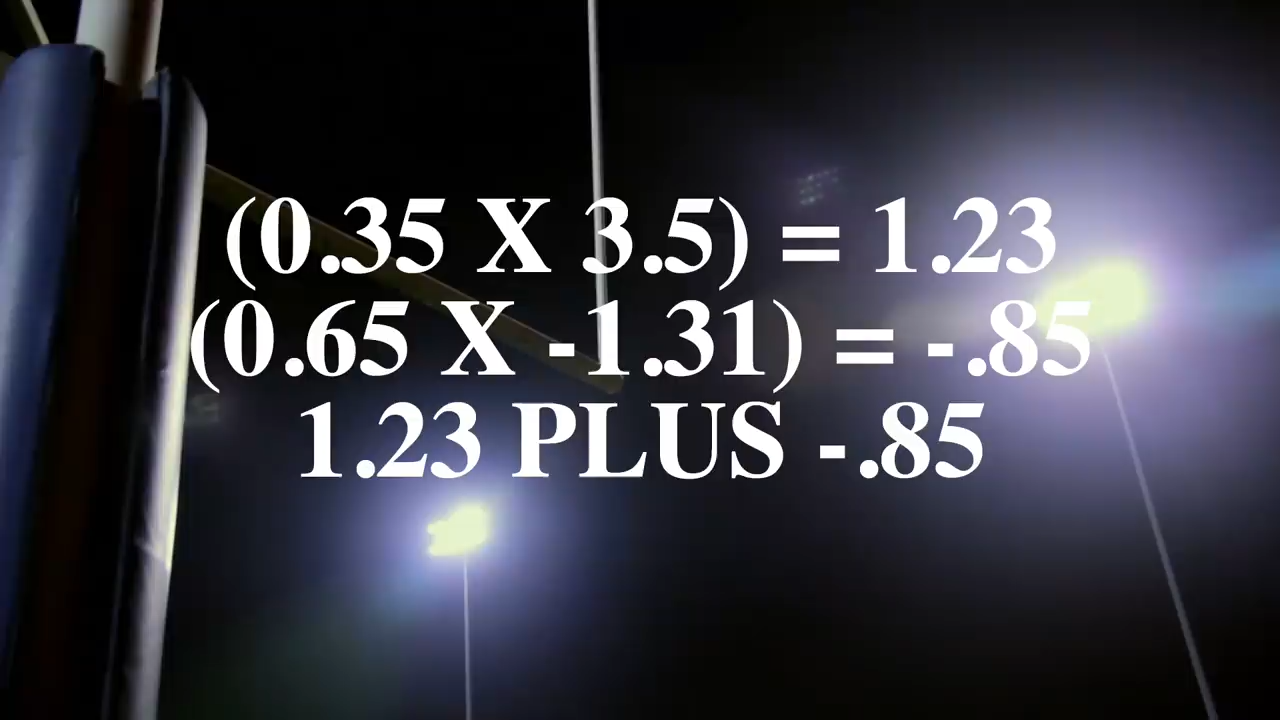 (0.35 X 3.5) = 1.23
(0.65 X -1.31) = -.85
1.23 PLUS -.85